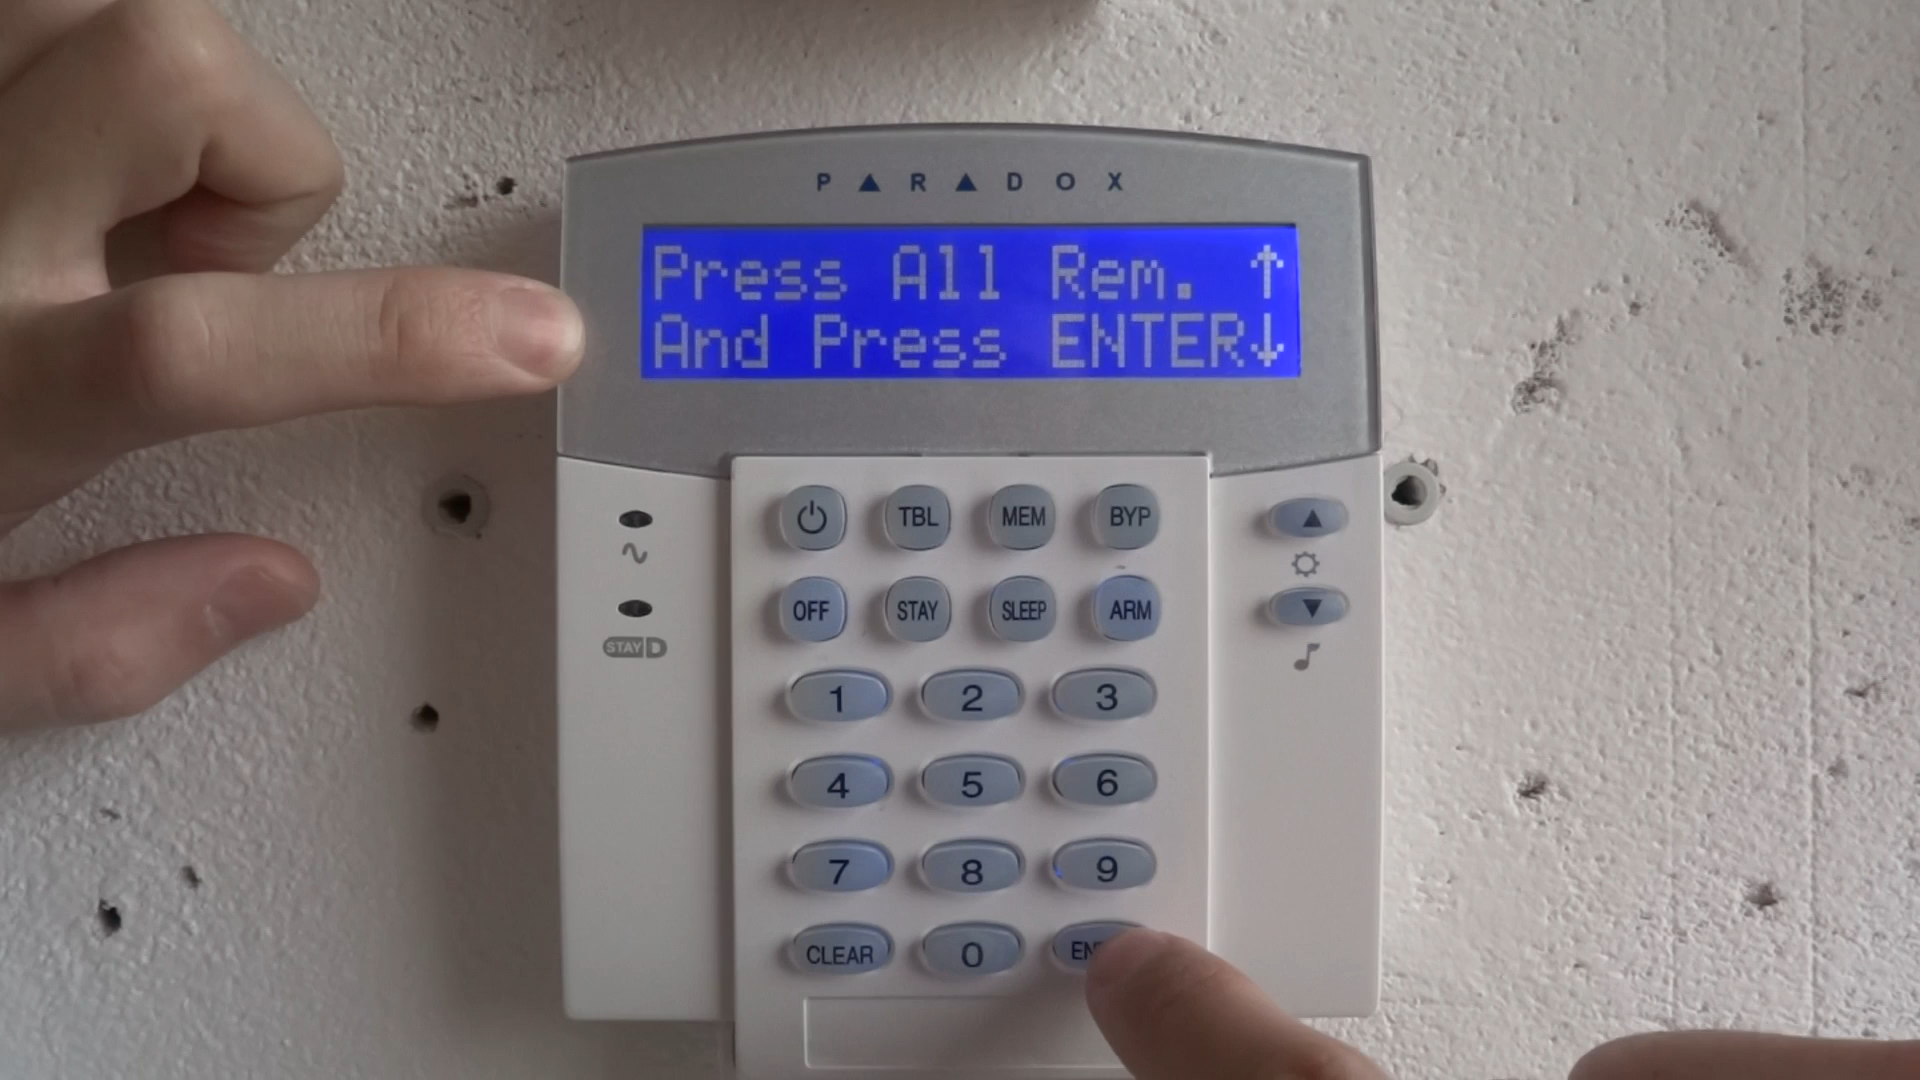 PARADOX
Press All Rem. ↑
And Press ENTER↓
TBL MEM BYP
OFF STAY SLEEP ARM
STAY D
1 2 3
4 5 6
7 8 9
CLEAR 0